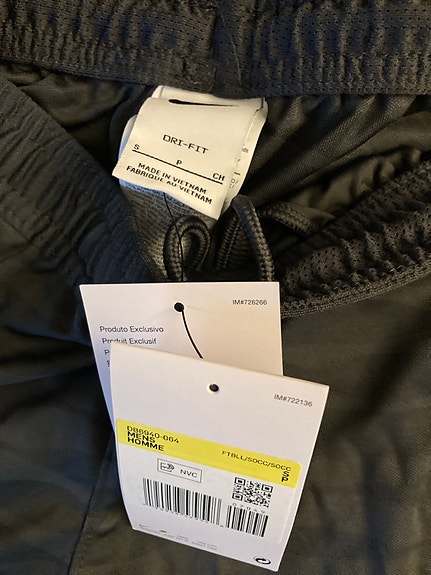 DRI-FIT
S P CH
MADE IN VIETNAM
FABRIQUÉ AU VIETNAM
IM#726266
Produto Exclusivo
Produit Exclusif
IM#722136
DB6940-064
MENS
HOMME
FTBLL/SOCC/SOCC
SP
NVC